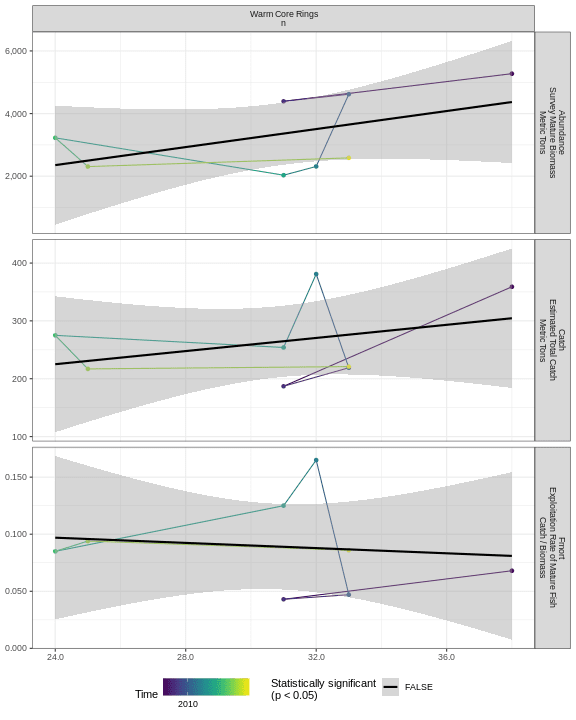 Warm Core Rings
n
6,000
4,000
2,000
Abundance
Survey Mature Biomass
Metric Tons
400
300
200
100
Catch
Estimated Total Catch
Metric Tons
0.150
0.100
0.050
0.000
Fmort
Exploitation Rate of Mature Fish
Catch / Biomass
24.0
28.0
32.0
36.0
Time
2010
Statistically significant
(p < 0.05)
FALSE